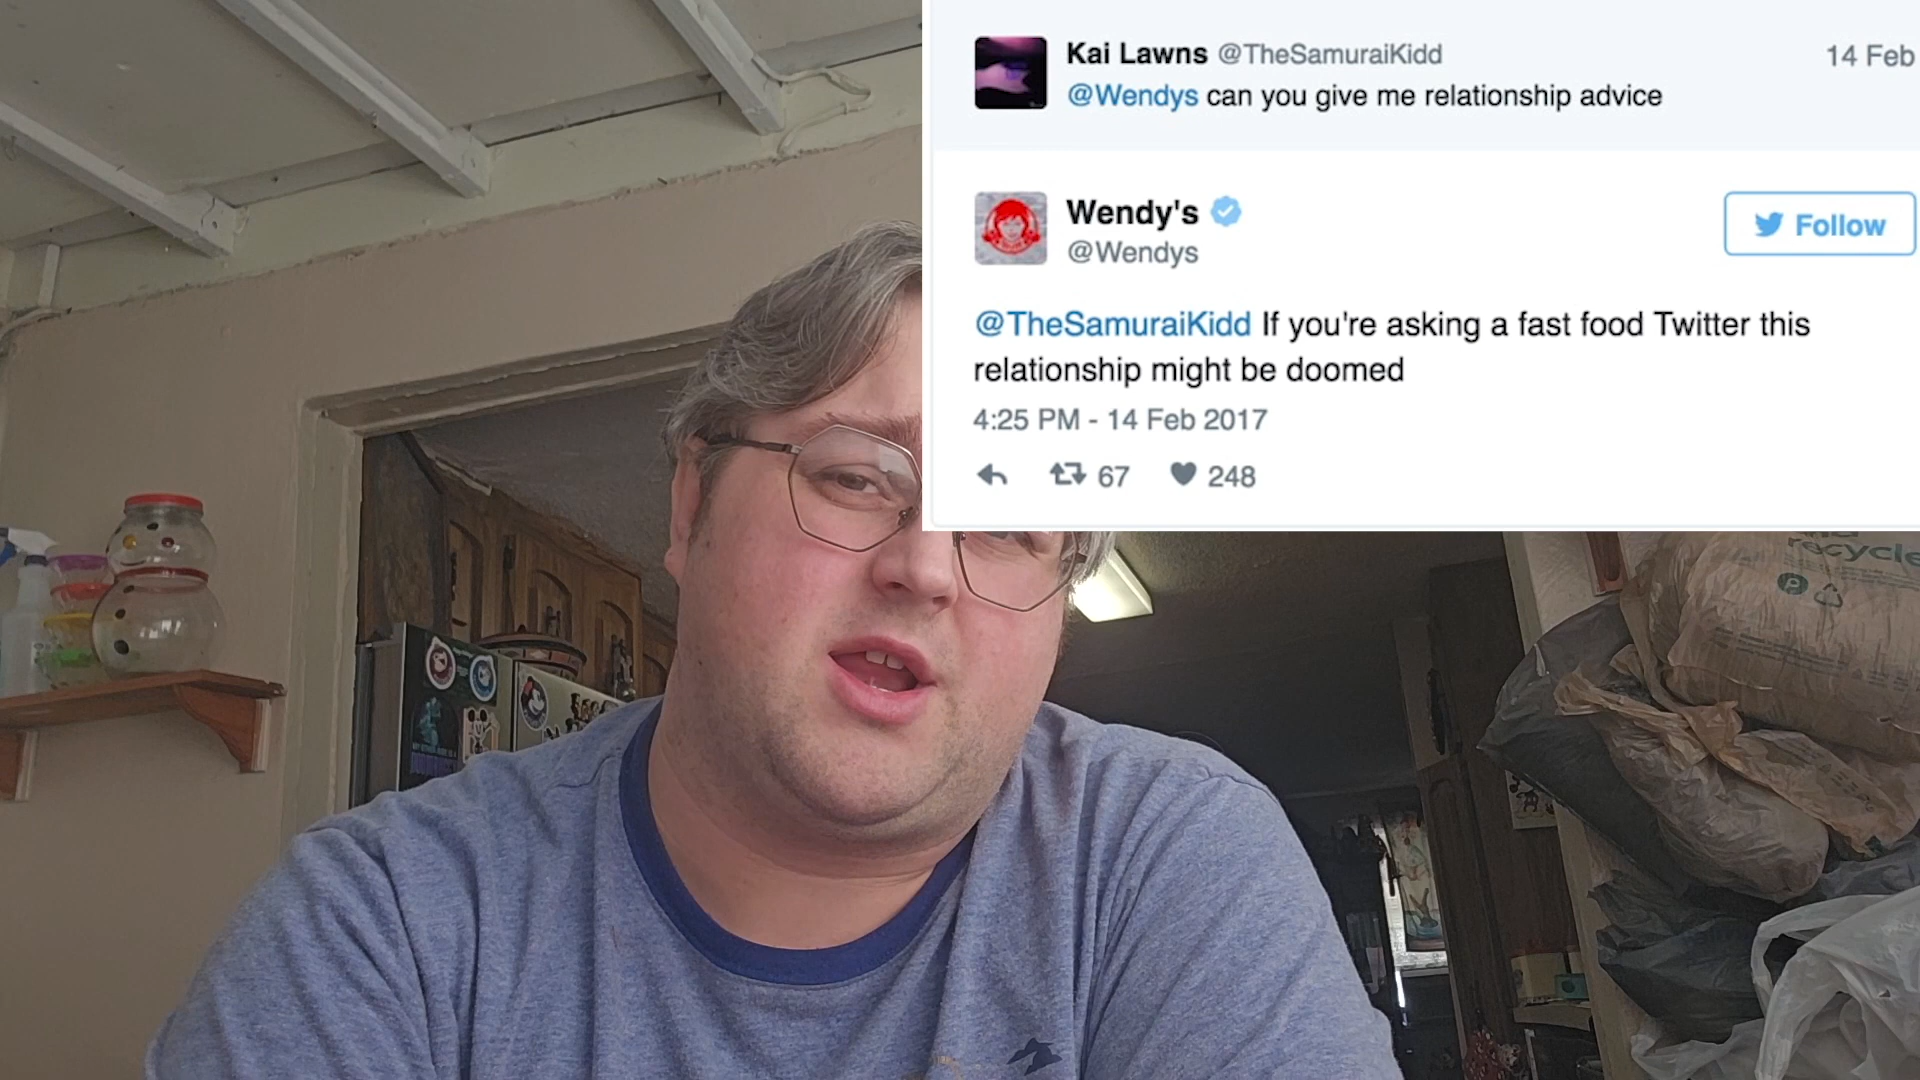 Kai Lawns @TheSamuraiKidd 14 Feb
@Wendys can you give me relationship advice
Wendy's
Follow
@Wendys
@TheSamuraiKidd If you're asking a fast food Twitter this
relationship might be doomed
4:25 PM - 14 Feb 2017
67 248
recycle